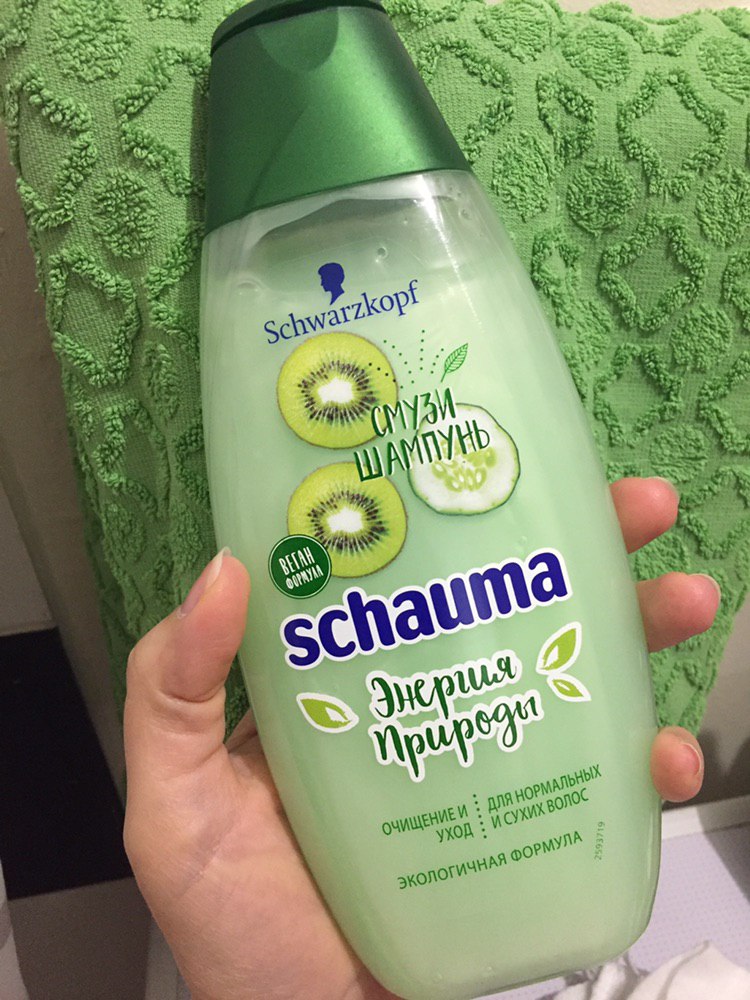 Schwarzkopf
СМУЗИ
ШАМПУНЬ
ВЕГАН
ФОРМУЛА
schauma
Энергия
Природы
ОЧИЩЕНИЕ И
УХОД
ДЛЯ НОРМАЛЬНЫХ
И СУХИХ ВОЛОС
ЭКОЛОГИЧНАЯ ФОРМУЛА
2593719